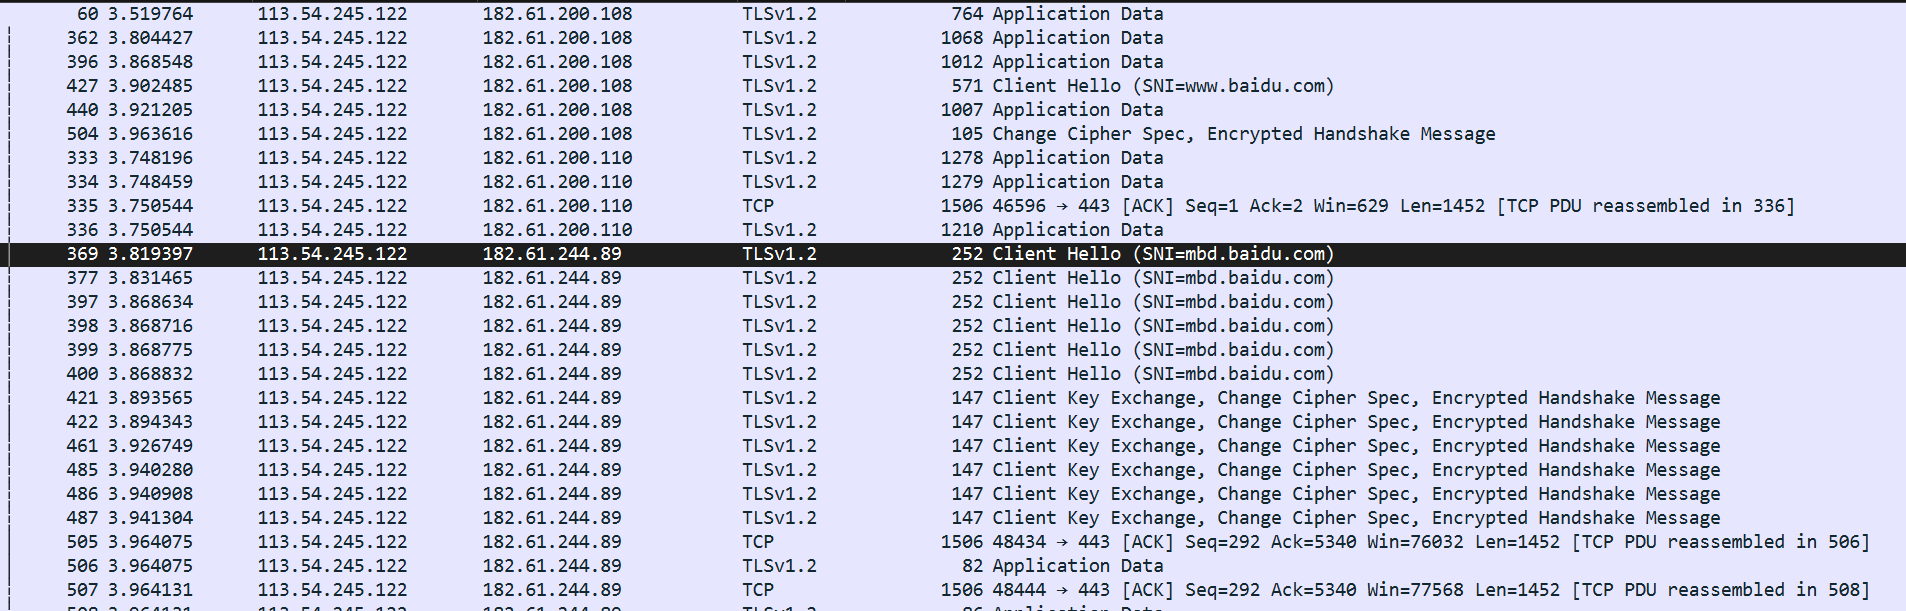 60 3.519764 113.54.245.122 182.61.200.108 TLSv1.2 764 Application Data
362 3.804427 113.54.245.122 182.61.200.108 TLSv1.2 1068 Application Data
396 3.868548 113.54.245.122 182.61.200.108 TLSv1.2 1012 Application Data
427 3.902485 113.54.245.122 182.61.200.108 TLSv1.2 571 Client Hello (SNI=www.baidu.com)
440 3.921205 113.54.245.122 182.61.200.108 TLSv1.2 1007 Application Data
504 3.963616 113.54.245.122 182.61.200.108 TLSv1.2 105 Change Cipher Spec, Encrypted Handshake Message
333 3.748196 113.54.245.122 182.61.200.110 TLSv1.2 1278 Application Data
334 3.748459 113.54.245.122 182.61.200.110 TLSv1.2 1279 Application Data
335 3.750544 113.54.245.122 182.61.200.110 TCP 1506 46596 → 443 [ACK] Seq=1 Ack=2 Win=629 Len=1452 [TCP PDU reassembled in 336]
336 3.750544 113.54.245.122 182.61.200.110 TLSv1.2 1210 Application Data
369 3.819397 113.54.245.122 182.61.244.89 TLSv1.2 252 Client Hello (SNI=mbd.baidu.com)
377 3.831465 113.54.245.122 182.61.244.89 TLSv1.2 252 Client Hello (SNI=mbd.baidu.com)
397 3.868634 113.54.245.122 182.61.244.89 TLSv1.2 252 Client Hello (SNI=mbd.baidu.com)
398 3.868716 113.54.245.122 182.61.244.89 TLSv1.2 252 Client Hello (SNI=mbd.baidu.com)
399 3.868775 113.54.245.122 182.61.244.89 TLSv1.2 252 Client Hello (SNI=mbd.baidu.com)
400 3.868832 113.54.245.122 182.61.244.89 TLSv1.2 252 Client Hello (SNI=mbd.baidu.com)
421 3.893565 113.54.245.122 182.61.244.89 TLSv1.2 147 Client Key Exchange, Change Cipher Spec, Encrypted Handshake Message
422 3.894343 113.54.245.122 182.61.244.89 TLSv1.2 147 Client Key Exchange, Change Cipher Spec, Encrypted Handshake Message
461 3.926749 113.54.245.122 182.61.244.89 TLSv1.2 147 Client Key Exchange, Change Cipher Spec, Encrypted Handshake Message
485 3.940280 113.54.245.122 182.61.244.89 TLSv1.2 147 Client Key Exchange, Change Cipher Spec, Encrypted Handshake Message
486 3.940908 113.54.245.122 182.61.244.89 TLSv1.2 147 Client Key Exchange, Change Cipher Spec, Encrypted Handshake Message
487 3.941304 113.54.245.122 182.61.244.89 TLSv1.2 147 Client Key Exchange, Change Cipher Spec, Encrypted Handshake Message
505 3.964075 113.54.245.122 182.61.244.89 TCP 1506 48434 → 443 [ACK] Seq=292 Ack=5340 Win=76032 Len=1452 [TCP PDU reassembled in 506]
506 3.964075 113.54.245.122 182.61.244.89 TLSv1.2 82 Application Data
507 3.964131 113.54.245.122 182.61.244.89 TCP 1506 48444 → 443 [ACK] Seq=292 Ack=5340 Win=77568 Len=1452 [TCP PDU reassembled in 508]